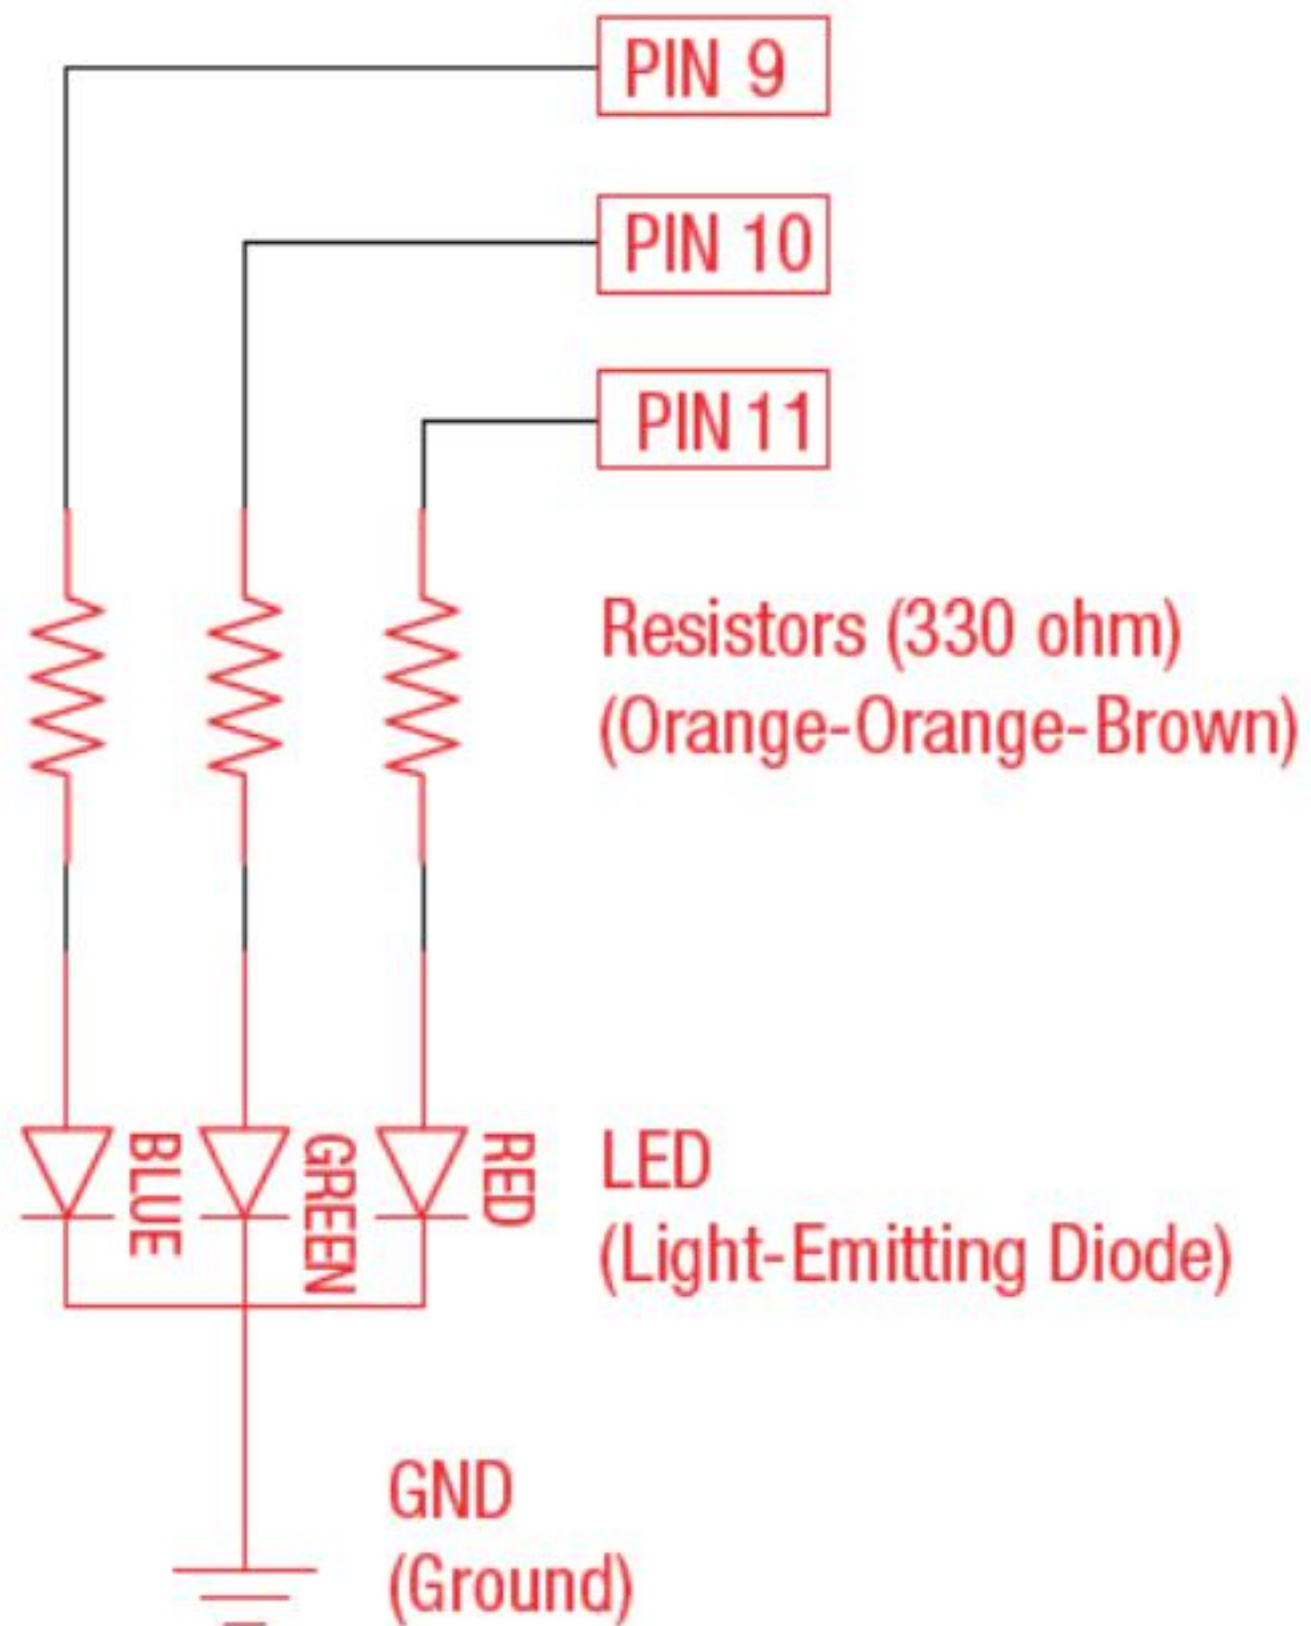 PIN 9
PIN 10
PIN 11
Resistors (330 ohm)
(Orange-Orange-Brown)
BLUE
GREEN
RED
LED
(Light-Emitting Diode)
GND
(Ground)